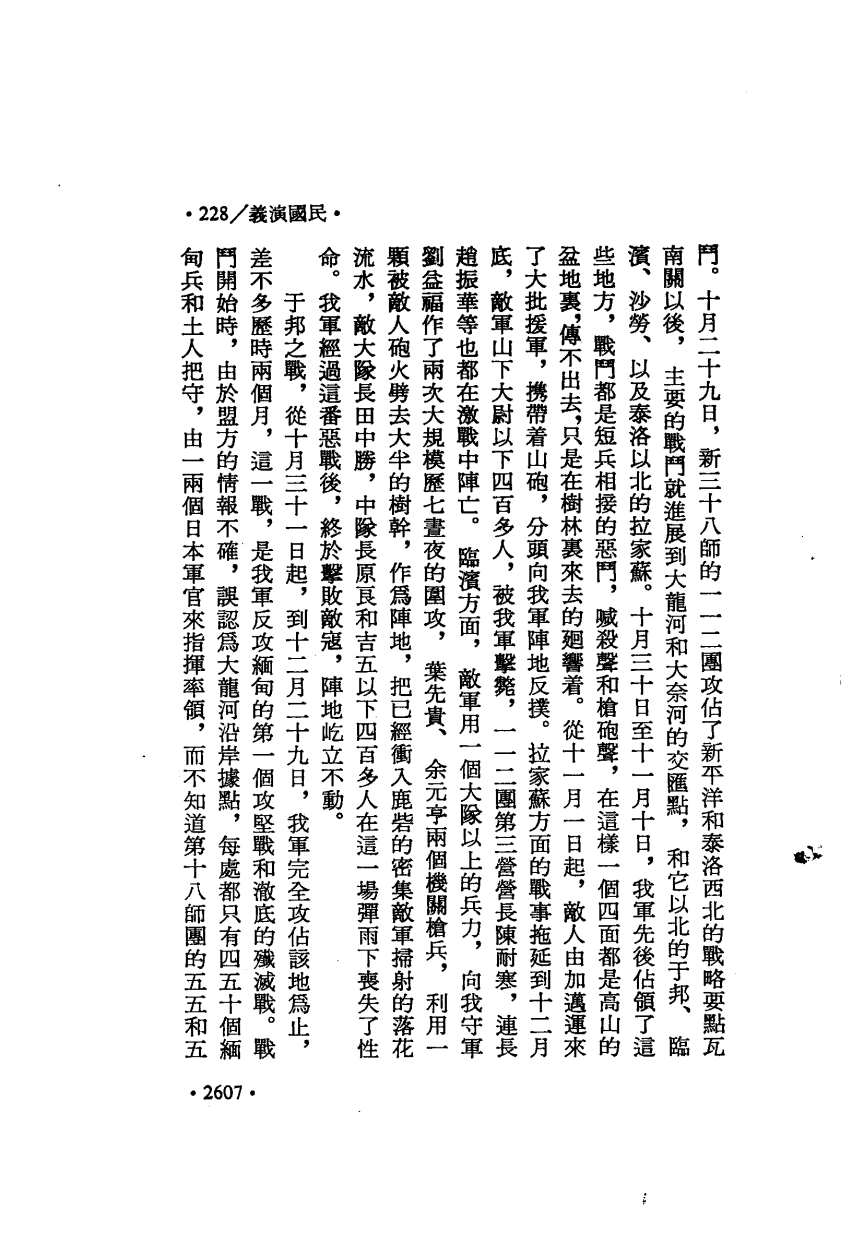 •228/義演國民•
鬥。十月二十九日，新三十八師的一一二團攻佔了新平洋和泰洛西北的戰略要點瓦
南關以後，主要的戰鬥就進展到大龍河和大奈河的交匯點，和它以北的于邦、臨
濱、沙勞、以及泰洛以北的拉家蘇。十月三十日至十一月十日，我軍先後佔領了這
些地方，戰鬥都是短兵相接的惡鬥，喊殺聲和槍砲聲，在這樣一個四面都是高山的
盆地裏，傳不出去，只是在樹林裏來去的廻響着。從十一月一日起，敵人由加邁運來
了大批援軍，携帶着山砲，分頭向我軍陣地反撲。拉家蘇方面的戰事拖延到十二月
底，敵軍山下大尉以下四百多人，被我軍擊斃，一一二團第三營營長陳耐寒，連長
趙振華等也都在激戰中陣亡。臨濱方面，敵軍用一個大隊以上的兵力，向我守軍
劉益福作了兩次大規模歷七晝夜的圍攻，葉先貴、余元亨兩個機關槍兵，利用一
顆被敵人砲火劈去大半的樹幹，作爲陣地，把已經衝入鹿砦的密集敵軍掃射的落花
流水，敵大隊長田中勝，中隊長原良和吉五以下四百多人在這一場彈雨下喪失了性
命。我軍經過這番惡戰後，終於擊敗敵寇，陣地屹立不動。
于邦之戰，從十月三十一日起，到十二月二十九日，我軍完全攻佔該地爲止，
差不多歷時兩個月，這一戰，是我軍反攻緬甸的第一個攻堅戰和澈底的殲滅戰。戰
鬥開始時，由於盟方的情報不確，誤認爲大龍河沿岸據點，每處都只有四五十個緬
甸兵和土人把守，由一兩個日本軍官來指揮率領，而不知道第十八師團的五五和五
•2607•